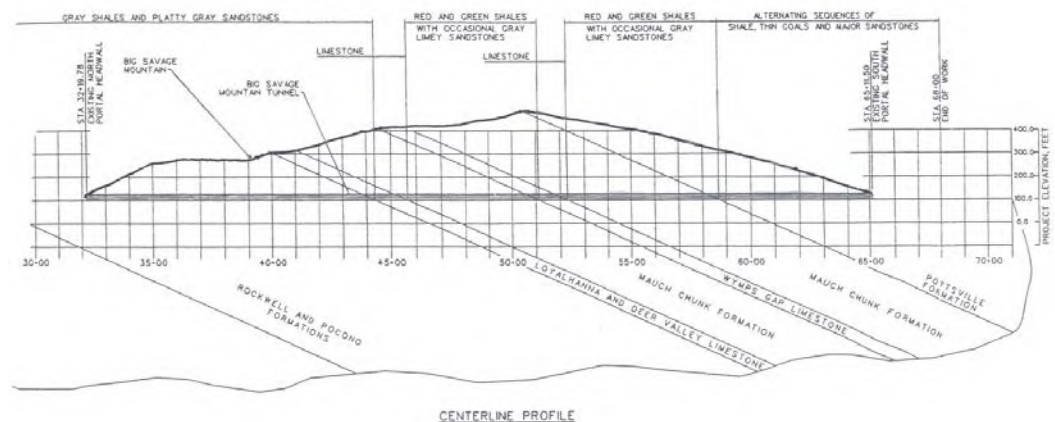 GRAY SHALES AND PLATTY GRAY SANDSTONES
RED AND GREEN SHALES
WITH OCCASIONAL GRAY
LIMEY SANDSTONES
RED AND GREEN SHALES
WITH OCCASIONAL GRAY
LIMEY SANDSTONES
ALTERNATING SEQUENCES OF
SHALE, THIN COALS AND MAJOR SANDSTONES
LIMESTONE
LIMESTONE
BIG SAVAGE
MOUNTAIN
BIG SAVAGE
MOUNTAIN TUNNEL
STA 32+19.78
EXISTING NORTH
PORTAL HEADWALL
STA 65+11.50
EXISTING SOUTH
PORTAL HEADWALL
STA 68+00
END OF WORK
400.0
300.0
200.0
100.0
0.0
PROJECT ELEVATION, FEET
30+00
35+00
40+00
45+00
50+00
55+00
60+00
65+00
70+00
ROCKWELL AND POCONO
FORMATIONS
LOYALHANNA AND DEER VALLEY LIMESTONE
MAUCH CHUNK FORMATION
WYMPS GAP LIMESTONE
MAUCH CHUNK FORMATION
POTTSVILLE
FORMATION
CENTERLINE PROFILE